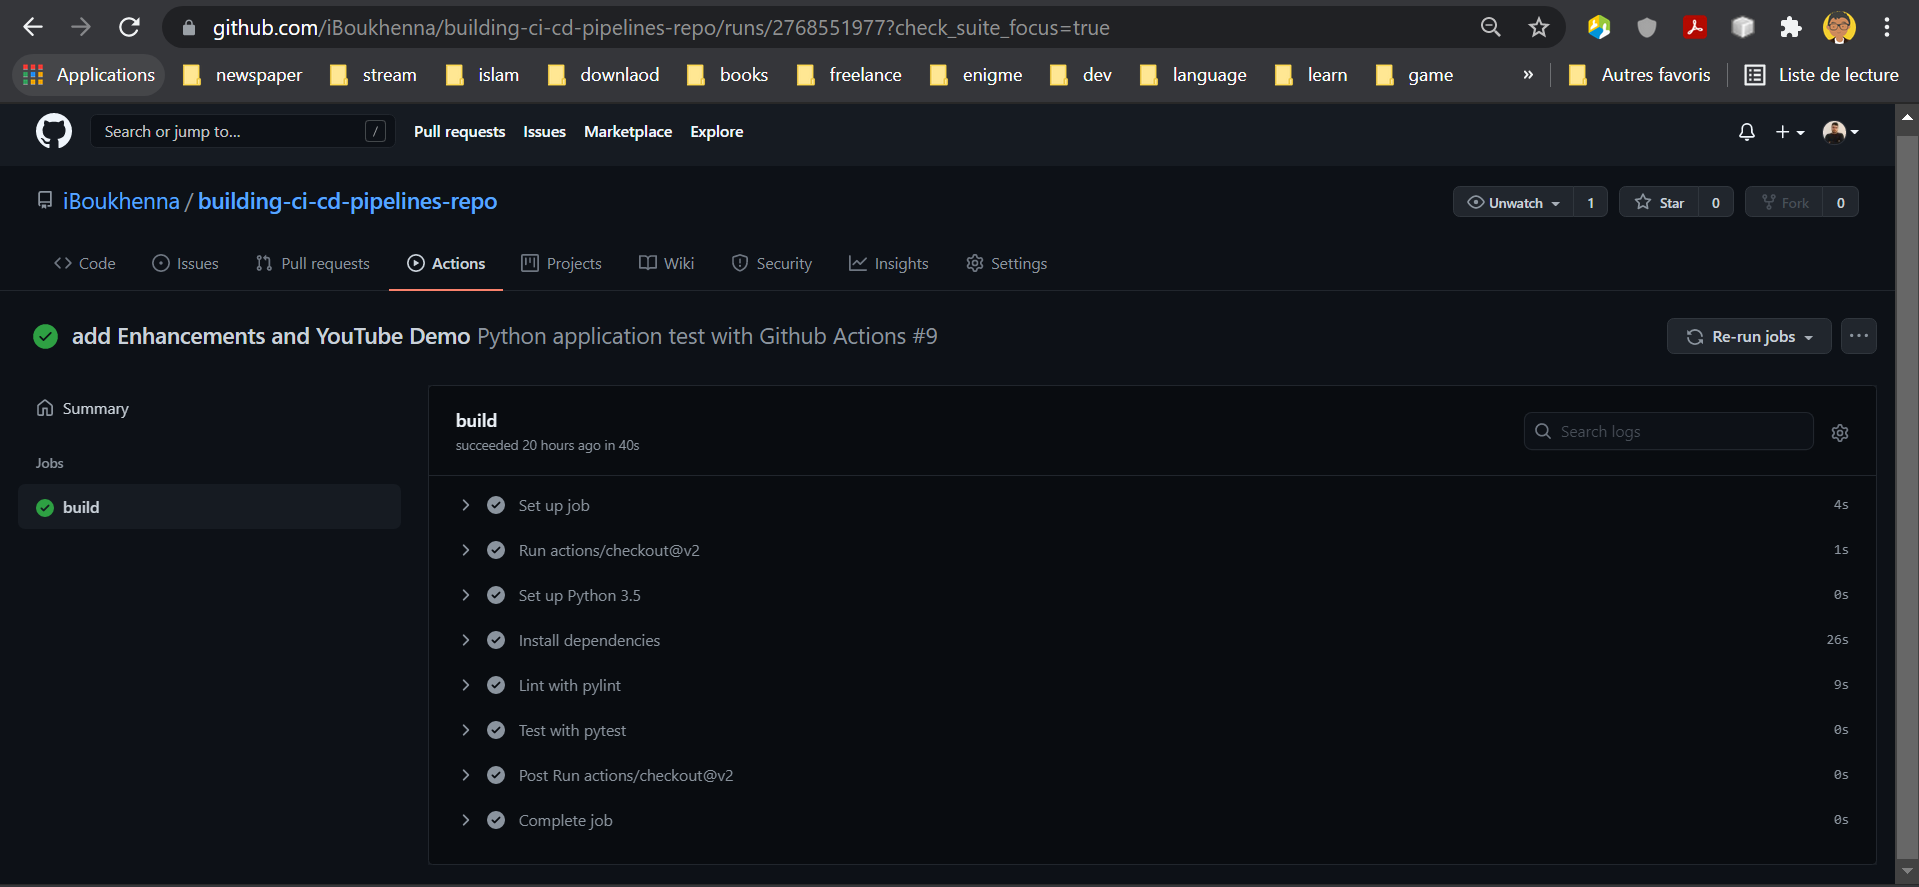 github.com/iBoukhenna/building-ci-cd-pipelines-repo/runs/2768551977?check_suite_focus=true
Applications newspaper stream islam downlaod books freelance enigme dev language learn game » Autres favoris Liste de lecture
Search or jump to... / Pull requests Issues Marketplace Explore
iBoukhenna / building-ci-cd-pipelines-repo Unwatch 1 Star 0 Fork 0
Code Issues Pull requests Actions Projects Wiki Security Insights Settings
add Enhancements and YouTube Demo Python application test with Github Actions #9 Re-run jobs ...
Summary
Jobs
build
build
succeeded 20 hours ago in 40s
Search logs
Set up job 4s
Run actions/checkout@v2 1s
Set up Python 3.5 0s
Install dependencies 26s
Lint with pylint 9s
Test with pytest 0s
Post Run actions/checkout@v2 0s
Complete job 0s